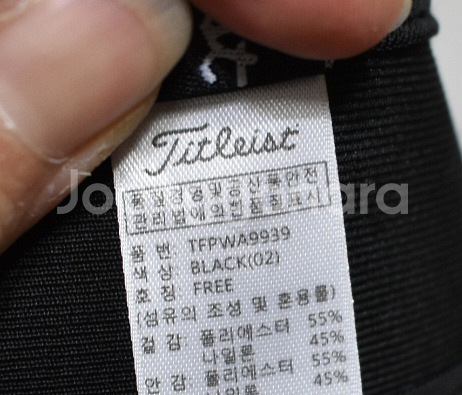 Titleist
품질경영및공산품안전
관리법에의한품질표시
품 번 TFPWA9939
색 상 BLACK(02)
호 칭 FREE
(섬유의 조성 및 혼용률)
겉 감: 폴리에스터 55%
나일론 45%
안 감: 폴리에스터 55%
나일론 45%